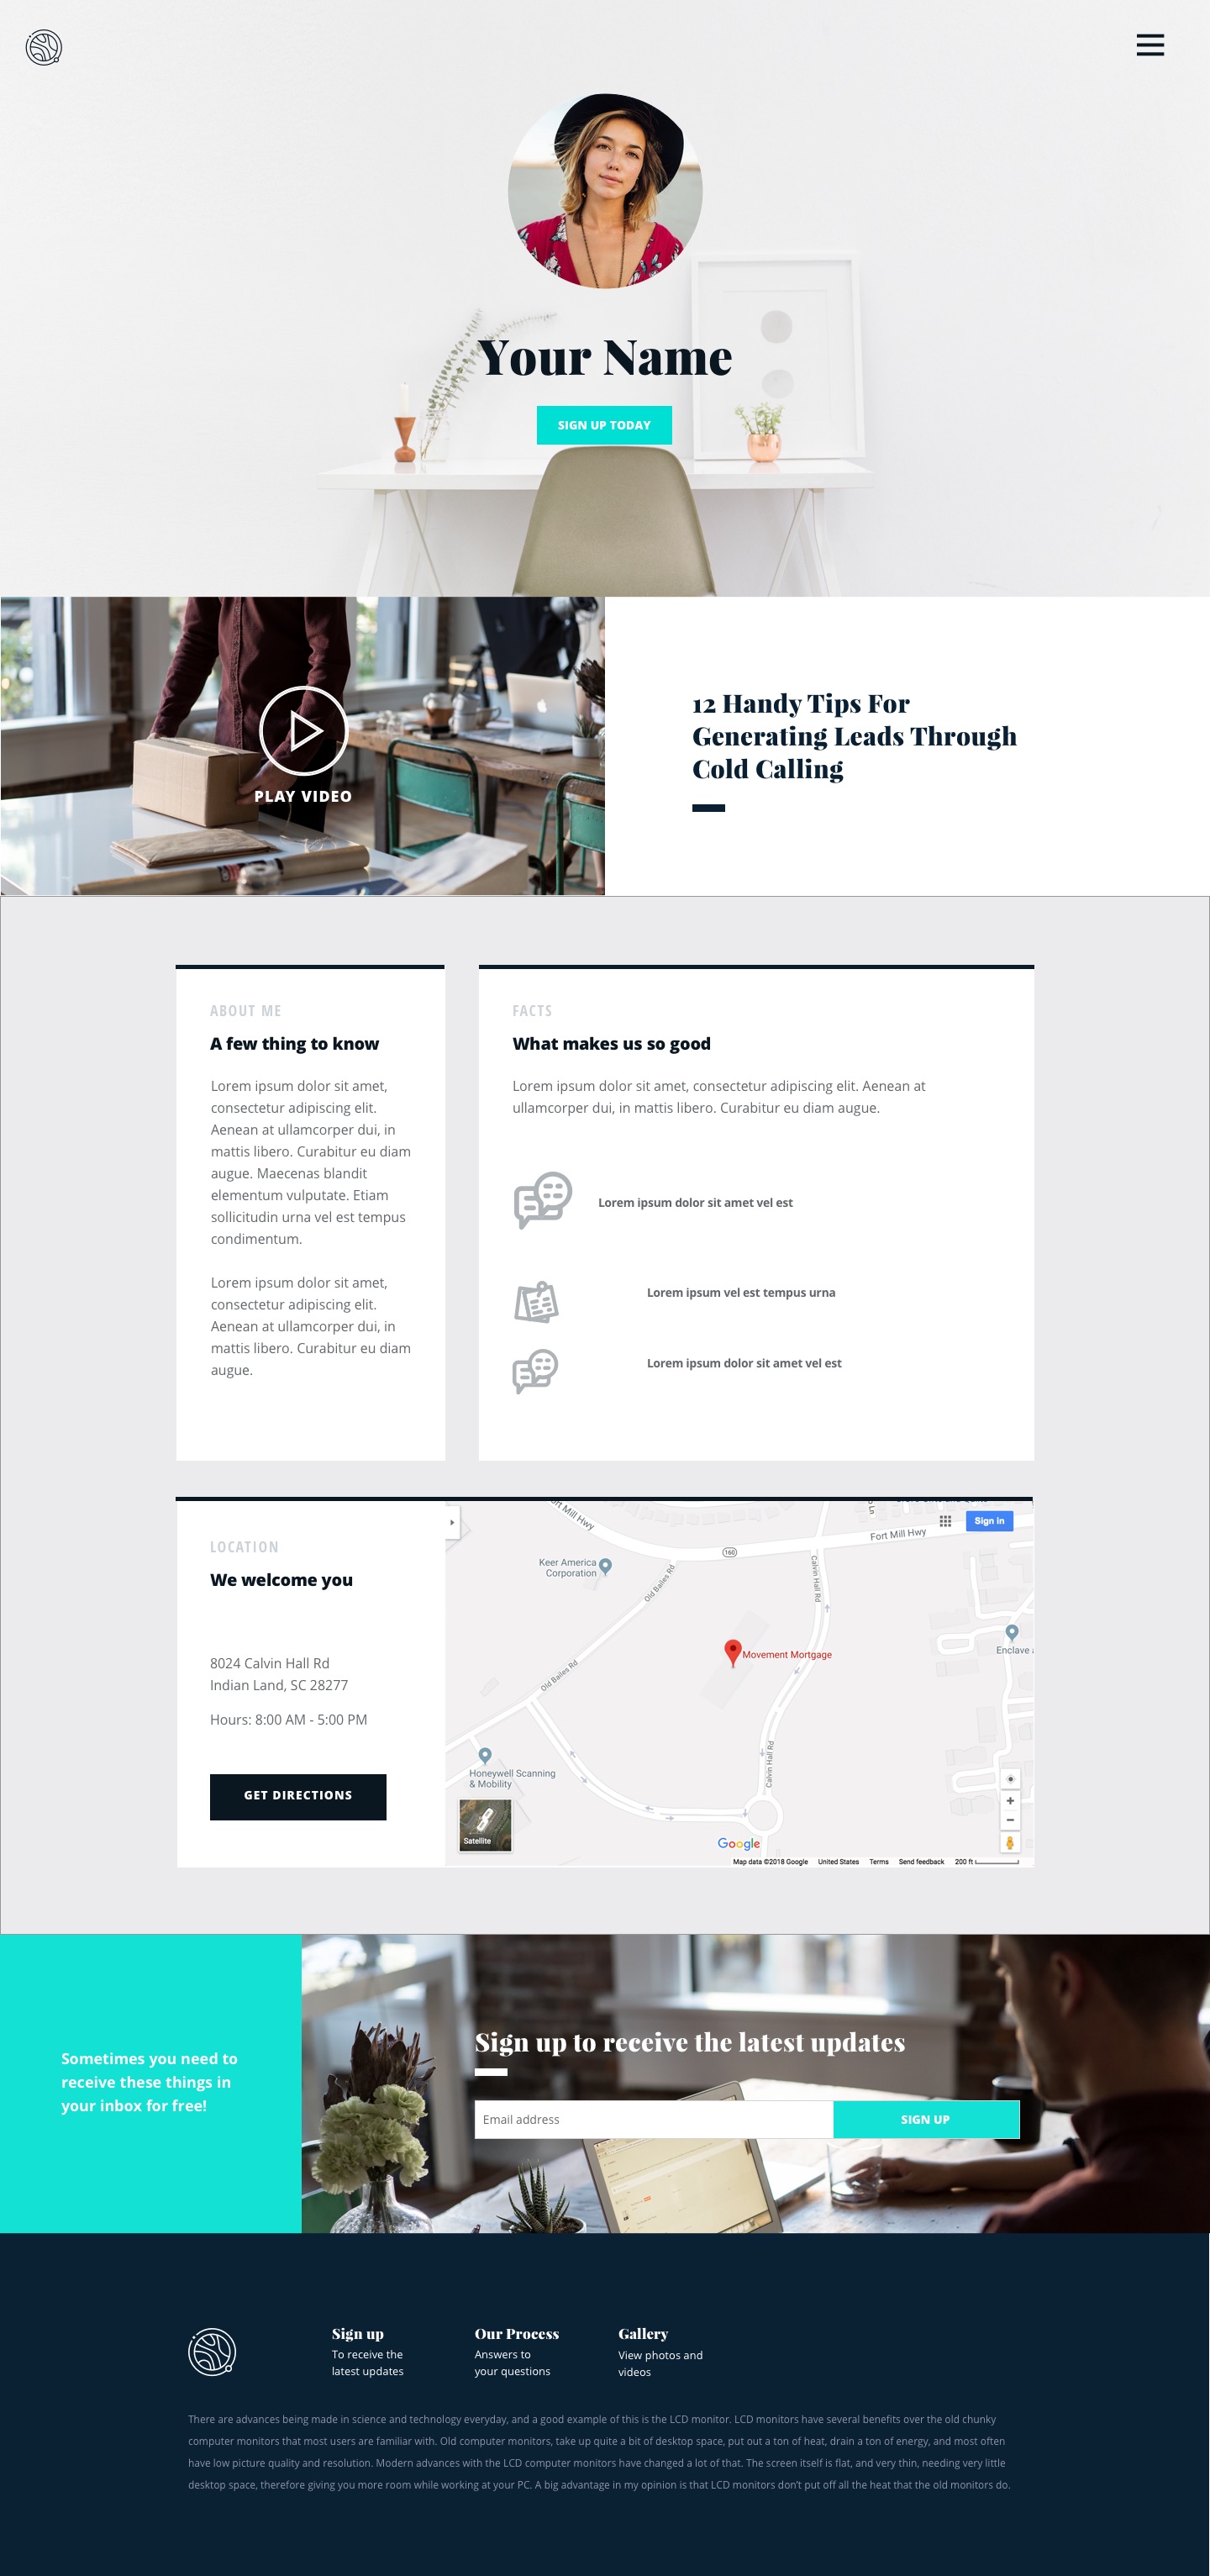 Your Name
SIGN UP TODAY
PLAY VIDEO
12 Handy Tips For
Generating Leads Through
Cold Calling
ABOUT ME
A few thing to know
Lorem ipsum dolor sit amet,
consectetur adipiscing elit.
Aenean at ullamcorper dui, in
mattis libero. Curabitur eu diam
augue. Maecenas blandit
elementum vulputate. Etiam
sollicitudin urna vel est tempus
condimentum.
Lorem ipsum dolor sit amet,
consectetur adipiscing elit.
Aenean at ullamcorper dui, in
mattis libero. Curabitur eu diam
augue.
FACTS
What makes us so good
Lorem ipsum dolor sit amet, consectetur adipiscing elit. Aenean at
ullamcorper dui, in mattis libero. Curabitur eu diam augue.
Lorem ipsum dolor sit amet vel est
Lorem ipsum vel est tempus urna
Lorem ipsum dolor sit amet vel est
LOCATION
We welcome you
8024 Calvin Hall Rd
Indian Land, SC 28277
Hours: 8:00 AM - 5:00 PM
GET DIRECTIONS
Fort Mill Hwy
Sign in
Fort Mill Hwy
160
Keer America
Corporation
Old Bailes Rd
Calvin Hall Rd
Enclave
Movement Mortgage
Old Bailes Rd
Calvin Hall Rd
Honeywell Scanning
& Mobility
Satellite
Google
Map data ©2018 Google United States Terms Send feedback 200 ft
Sometimes you need to
receive these things in
your inbox for free!
Sign up to receive the latest updates
Email address
SIGN UP
Sign up
To receive the
latest updates
Our Process
Answers to
your questions
Gallery
View photos and
videos
There are advances being made in science and technology everyday, and a good example of this is the LCD monitor. LCD monitors have several benefits over the old chunky
computer monitors that most users are familiar with. Old computer monitors, take up quite a bit of desktop space, put out a ton of heat, drain a ton of energy, and most often
have low picture quality and resolution. Modern advances with the LCD computer monitors have changed a lot of that. The screen itself is flat, and very thin, needing very little
desktop space, therefore giving you more room while working at your PC. A big advantage in my opinion is that LCD monitors don't put off all the heat that the old monitors do.